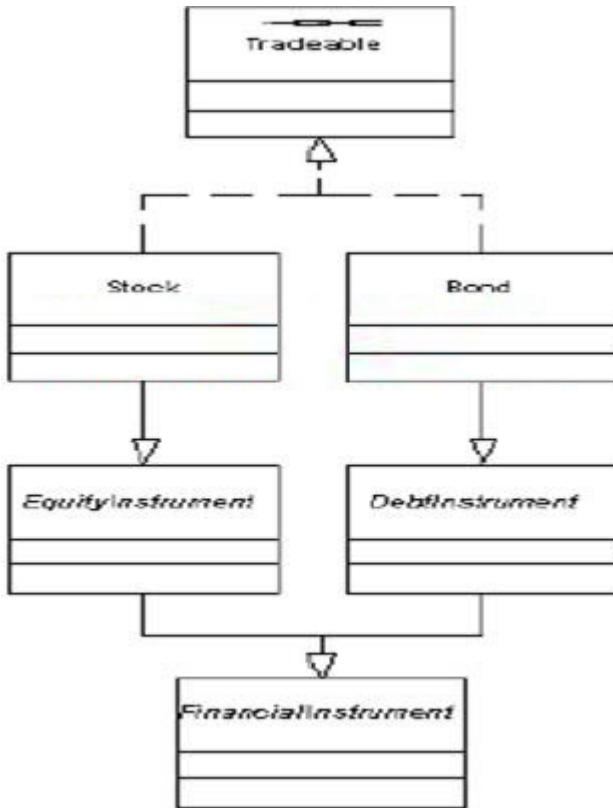 Tradeable
Stock
Bond
EquityInstrument
DebtInstrument
FinancialInstrument